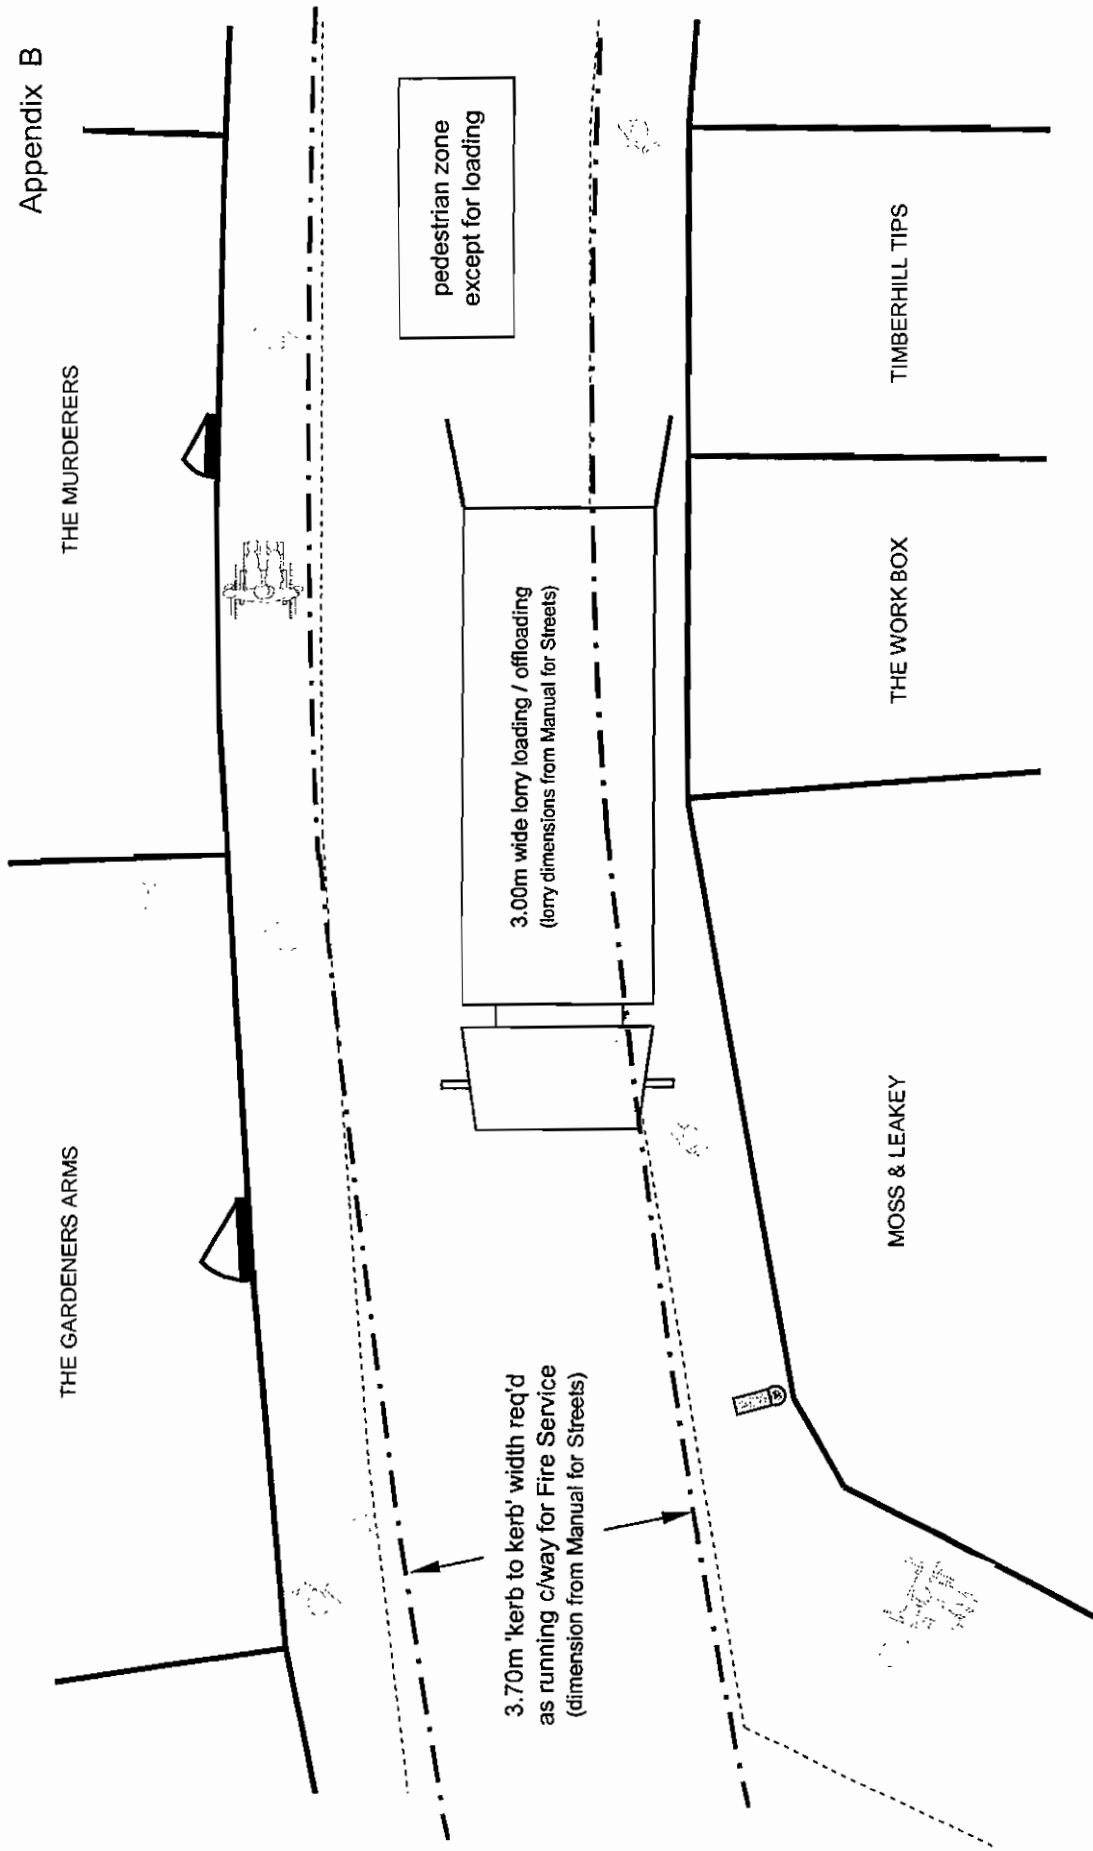 Appendix B
THE GARDENERS ARMS
THE MURDERERS
pedestrian zone
except for loading
3.00m wide lorry loading / offloading
(lorry dimensions from Manual for Streets)
3.70m 'kerb to kerb' width req'd
as running c/way for Fire Service
(dimension from Manual for Streets)
MOSS & LEAKEY
THE WORK BOX
TIMBERHILL TIPS